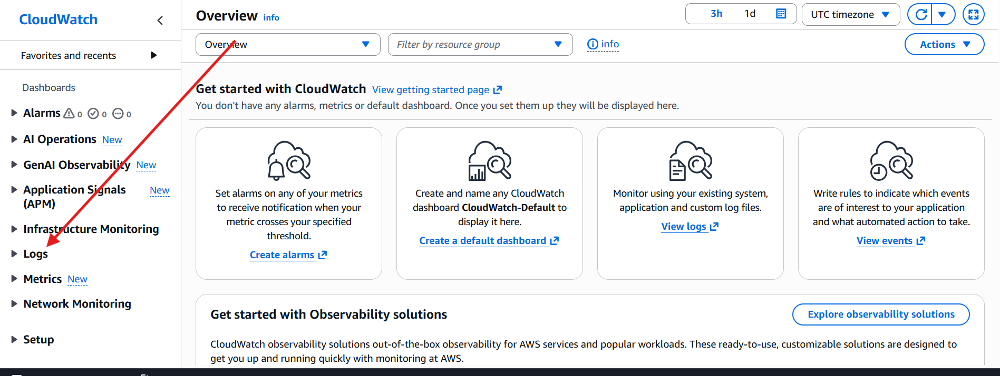 CloudWatch
Favorites and recents
Dashboards
Alarms 0 0 0
AI Operations New
GenAI Observability New
Application Signals New
(APM)
Infrastructure Monitoring
Logs
Metrics New
Network Monitoring
Setup
Overview info
3h 1d UTC timezone
Overview Filter by resource group info Actions
Get started with CloudWatch View getting started page
You don't have any alarms, metrics or default dashboard. Once you set them up they will be displayed here.
Set alarms on any of your metrics
to receive notification when your
metric crosses your specified
threshold.
Create alarms
Create and name any CloudWatch
dashboard CloudWatch-Default to
display it here.
Create a default dashboard
Monitor using your existing system,
application and custom log files.
View logs
Write rules to indicate which events
are of interest to your application
and what automated action to take.
View events
Get started with Observability solutions
Explore observability solutions
CloudWatch observability solutions out-of-the-box observability for AWS services and popular workloads. These ready-to-use, customizable solutions are designed to
get you up and running quickly with monitoring at AWS.